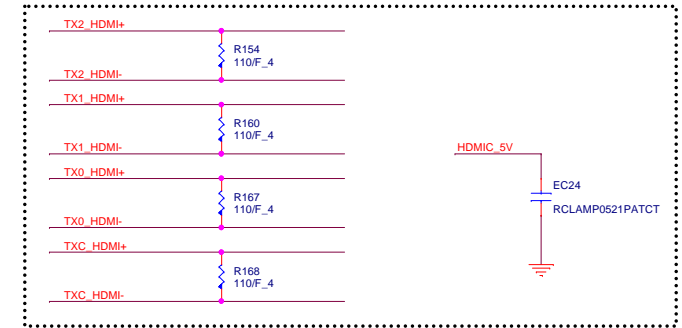 TX2_HDMI+
R154
110/F_4
TX2_HDMI-
TX1_HDMI+
R160
110/F_4
TX1_HDMI-
TX0_HDMI+
R167
110/F_4
TX0_HDMI-
TXC_HDMI+
R168
110/F_4
TXC_HDMI-
HDMIC_5V
EC24
RCLAMP0521PATCT